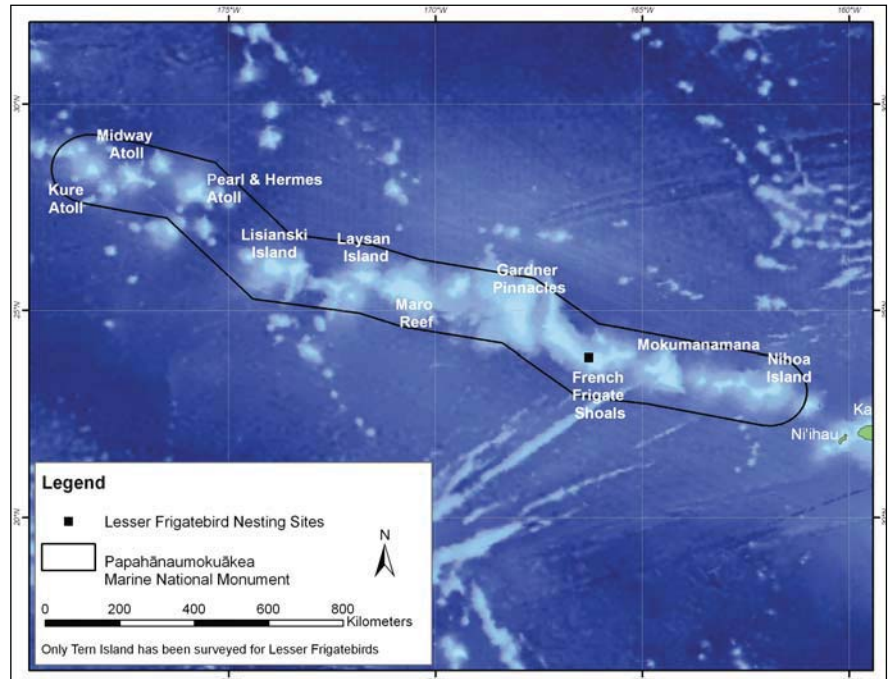 175°W 170°W 165°W 160°W
30°N
Midway
Atoll
Kure
Atoll
Pearl & Hermes
Atoll
Lisianski
Island
Laysan
Island
Gardner
Pinnacles
Maro
Reef
25°N
Mokumanamana
Nihoa
Island
French
Frigate
Shoals
Ka
Ni'ihau
20°N
Legend
Lesser Frigatebird Nesting Sites
Papahānaumokuākea
Marine National Monument
N
0 200 400 600 800
Kilometers
Only Tern Island has been surveyed for Lesser Frigatebirds